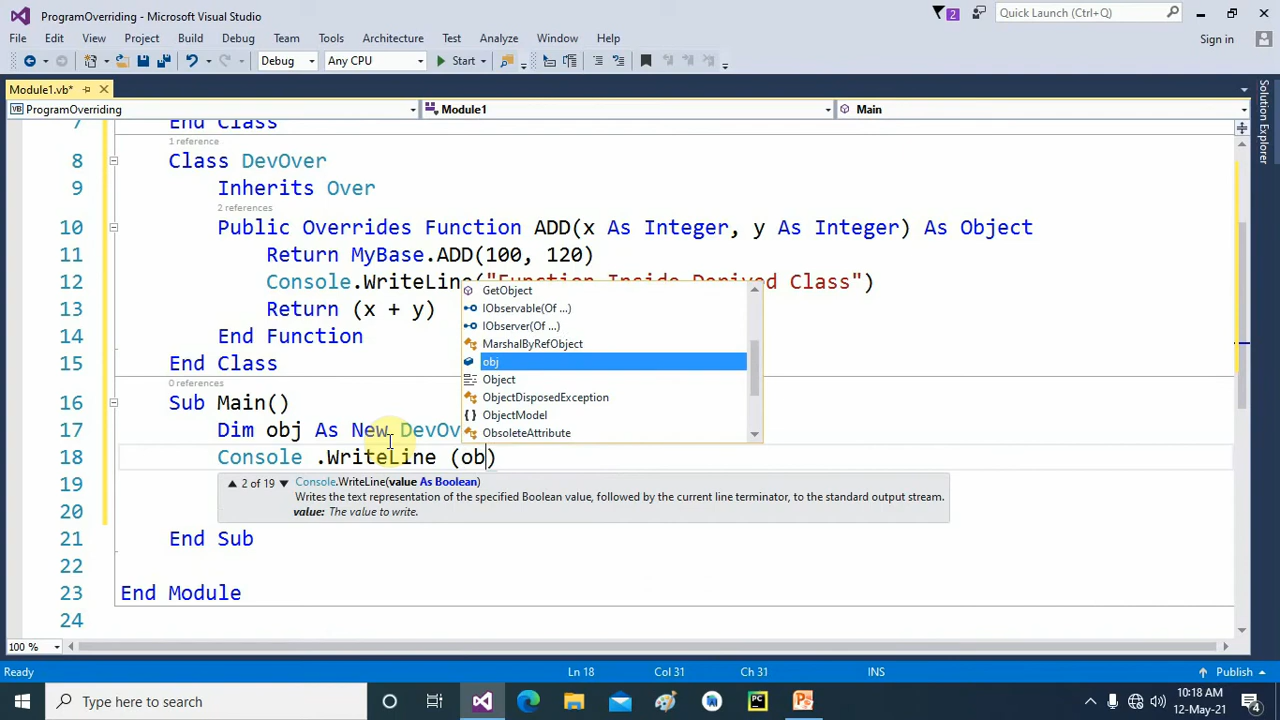 ProgramOverriding - Microsoft Visual Studio
2
Quick Launch (Ctrl+Q)
File Edit View Project Build Debug Team Tools Architecture Test Analyze Window Help
Sign in
Debug Any CPU Start
Module1.vb*
ProgramOverriding Module1 Main
Solution Explorer
7 End Class
1 reference
8 Class DevOver
9 Inherits Over
2 references
10 Public Overrides Function ADD(x As Integer, y As Integer) As Object
11 Return MyBase.ADD(100, 120)
12 Console.WriteLine("Function Inside Derived Class")
13 Return (x + y)
14 End Function
15 End Class
GetObject
IObservable(Of ...)
IObserver(Of ...)
MarshalByRefObject
obj
Object
ObjectDisposedException
ObjectModel
ObsoleteAttribute
0 references
16 Sub Main()
17 Dim obj As New DevOv
18 Console .WriteLine (ob)
19
2 of 19 Console.WriteLine(value As Boolean)
Writes the text representation of the specified Boolean value, followed by the current line terminator, to the standard output stream.
value: The value to write.
20
21 End Sub
22
23 End Module
24
100 %
Ready Ln 18 Col 31 Ch 31 INS Publish
Type here to search
10:18 AM
12-May-21
4